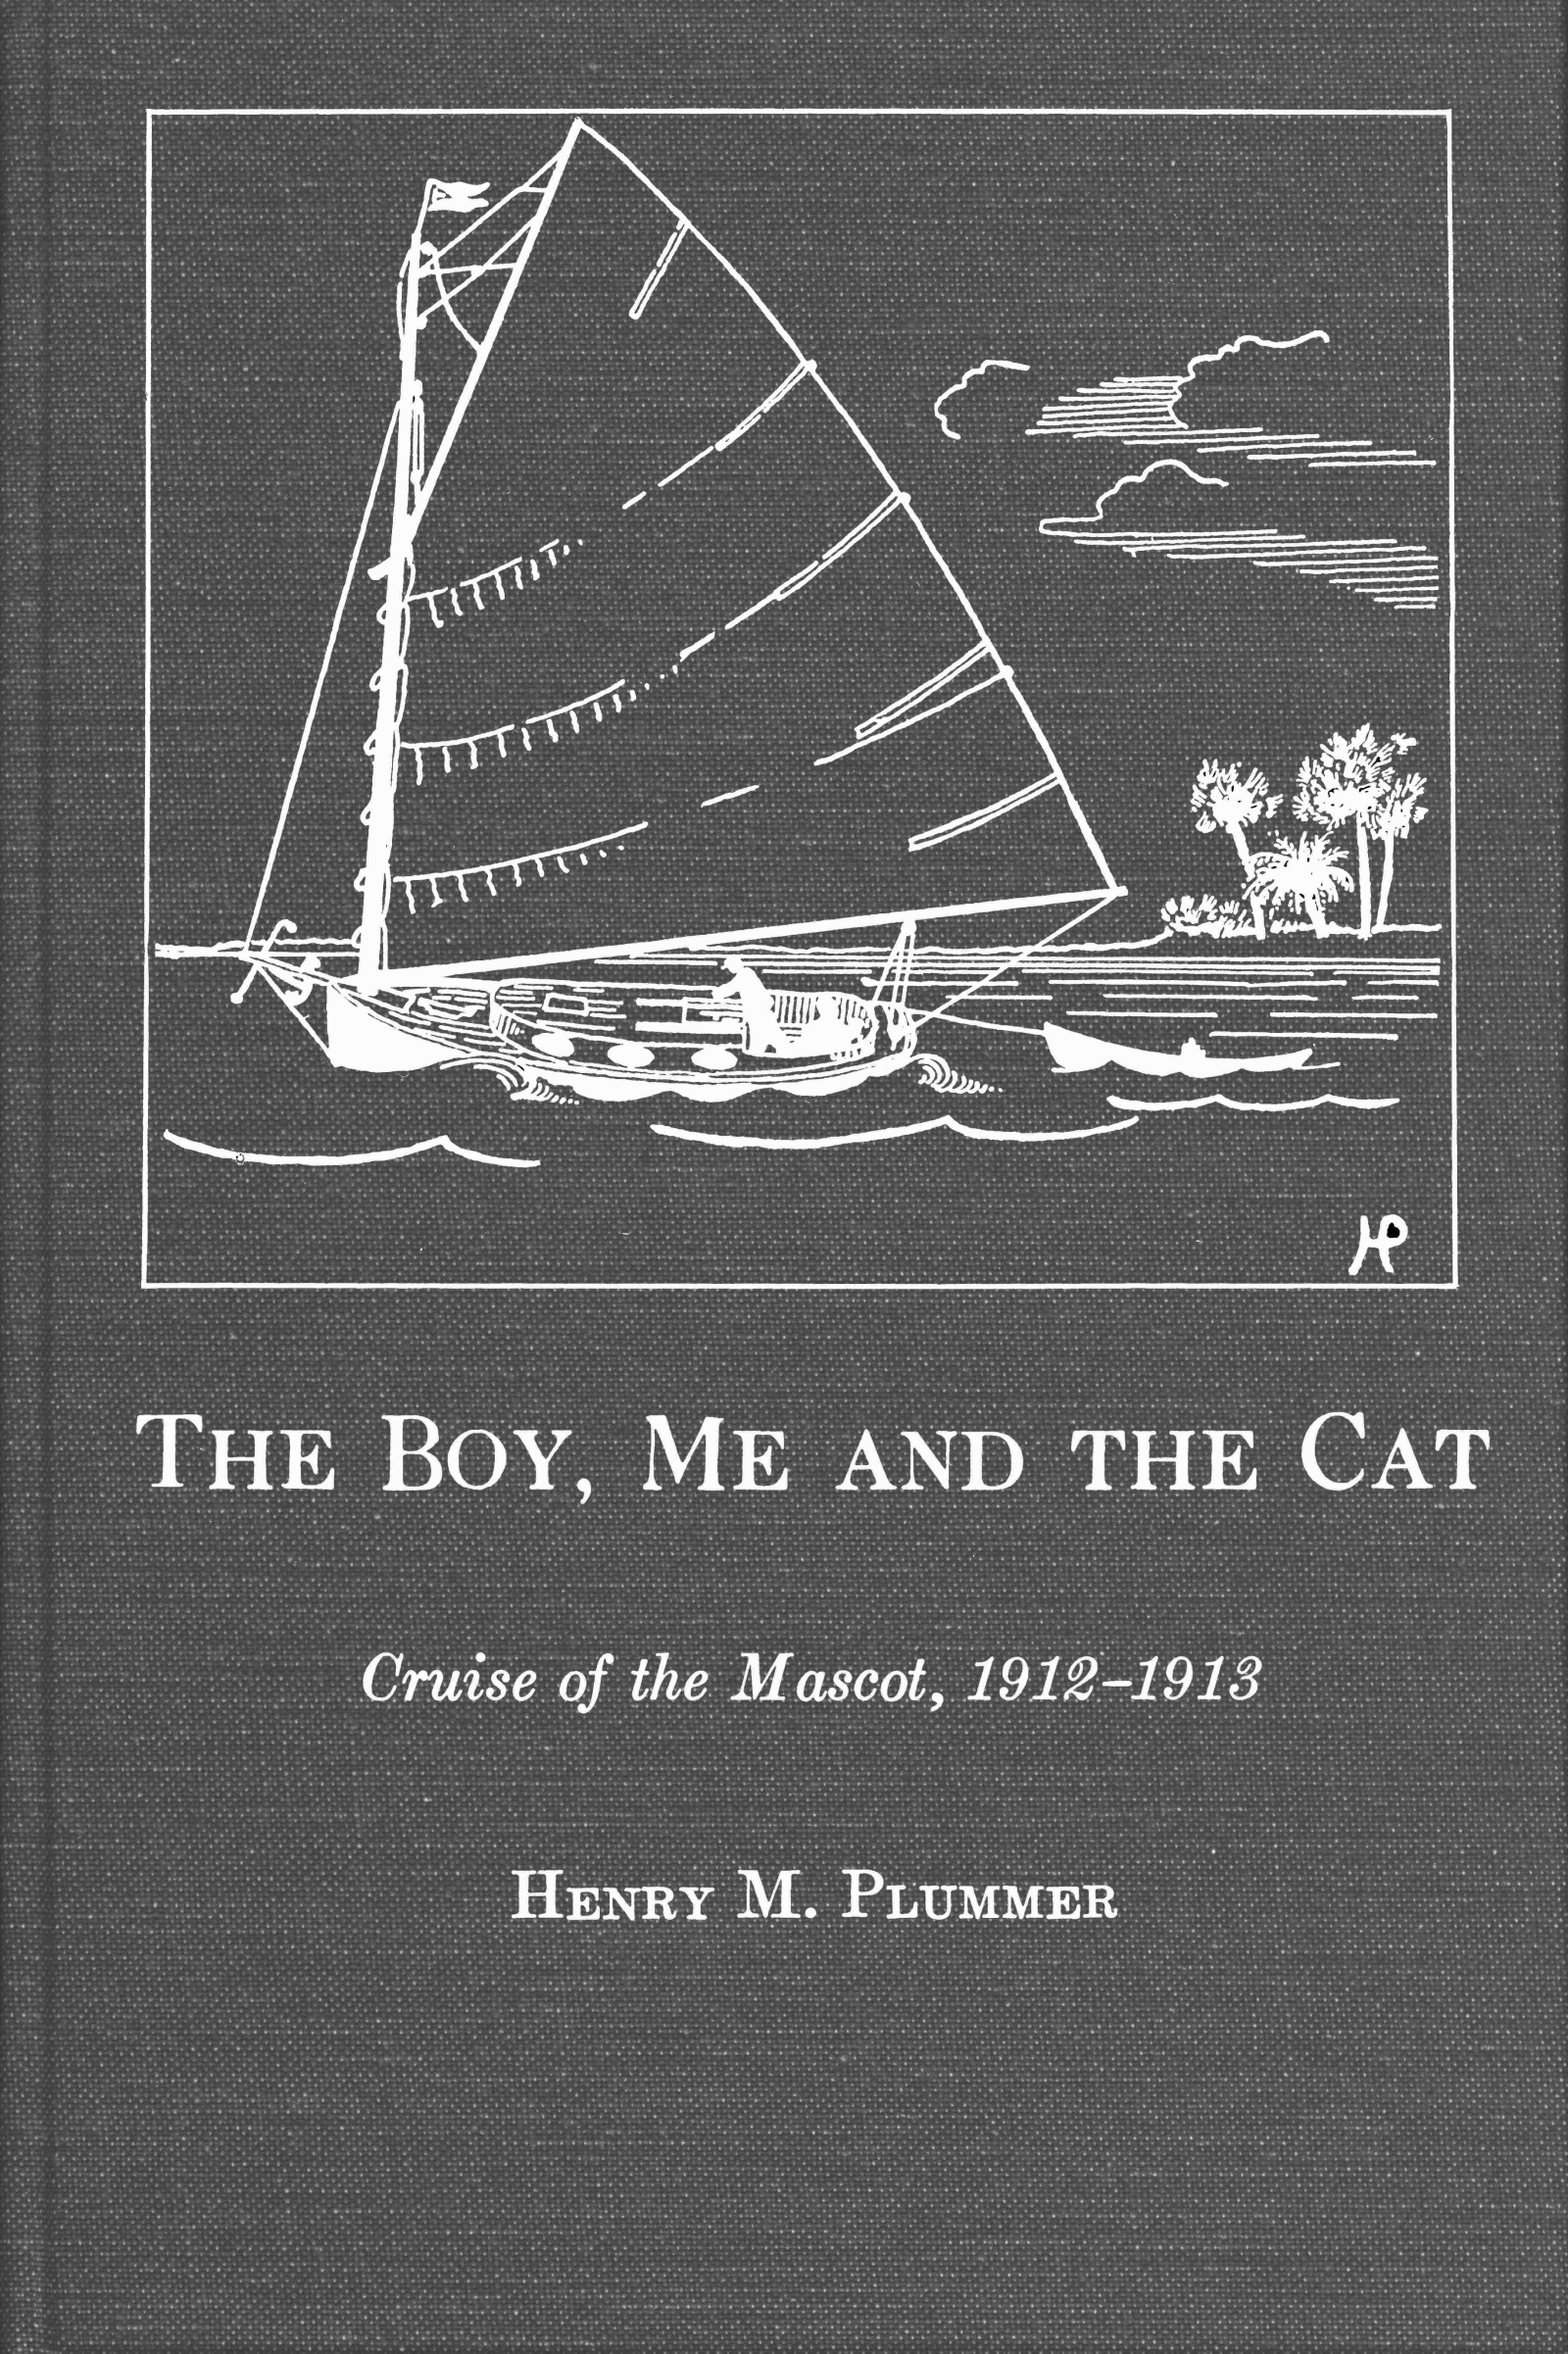 HP
The Boy, Me and the Cat
Cruise of the Mascot, 1912–1913
Henry M. Plummer